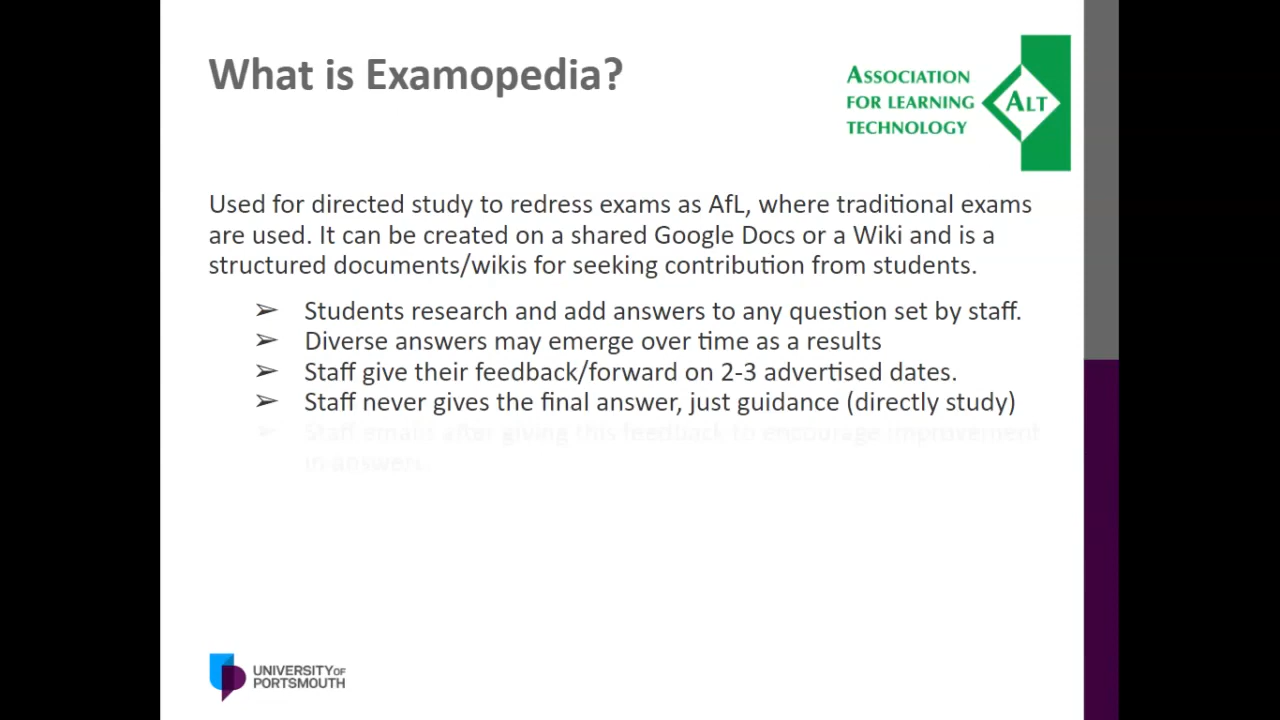 What is Examopedia?
ASSOCIATION
FOR LEARNING
TECHNOLOGY
ALT
Used for directed study to redress exams as AfL, where traditional exams
are used. It can be created on a shared Google Docs or a Wiki and is a
structured documents/wikis for seeking contribution from students.
➢ Students research and add answers to any question set by staff.
➢ Diverse answers may emerge over time as a results
➢ Staff give their feedback/forward on 2-3 advertised dates.
➢ Staff never gives the final answer, just guidance (directly study)
➢ Staff emails after giving this feedback to encourage improvement
in answers.
UNIVERSITY OF
PORTSMOUTH